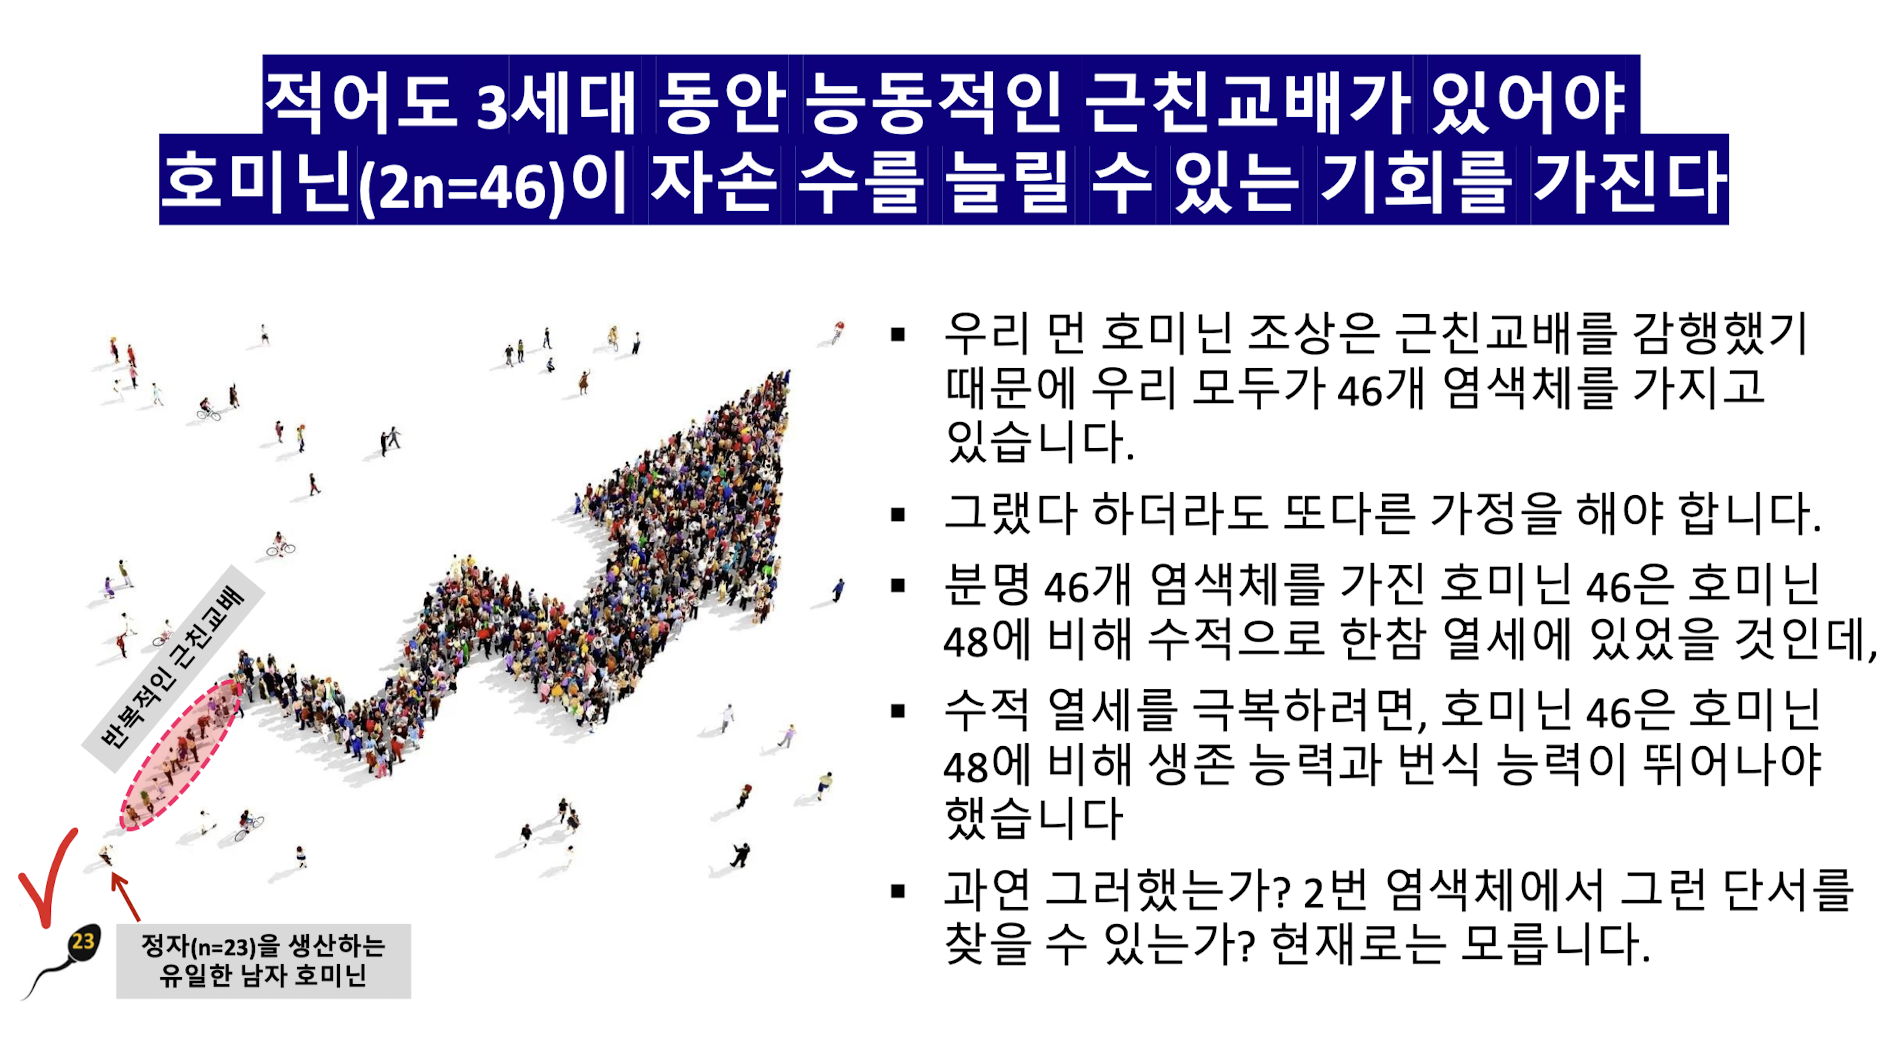 적어도 3세대 동안 능동적인 근친교배가 있어야
호미닌(2n=46)이 자손 수를 늘릴 수 있는 기회를 가진다
▪ 우리 먼 호미닌 조상은 근친교배를 감행했기
때문에 우리 모두가 46개 염색체를 가지고
있습니다.
▪ 그랬다 하더라도 또다른 가정을 해야 합니다.
▪ 분명 46개 염색체를 가진 호미닌 46은 호미닌
48에 비해 수적으로 한참 열세에 있었을 것인데,
▪ 수적 열세를 극복하려면, 호미닌 46은 호미닌
48에 비해 생존 능력과 번식 능력이 뛰어나야
했습니다
▪ 과연 그러했는가? 2번 염색체에서 그런 단서를
찾을 수 있는가? 현재로는 모릅니다.
반복적인 근친교배
23
정자(n=23)을 생산하는
유일한 남자 호미닌